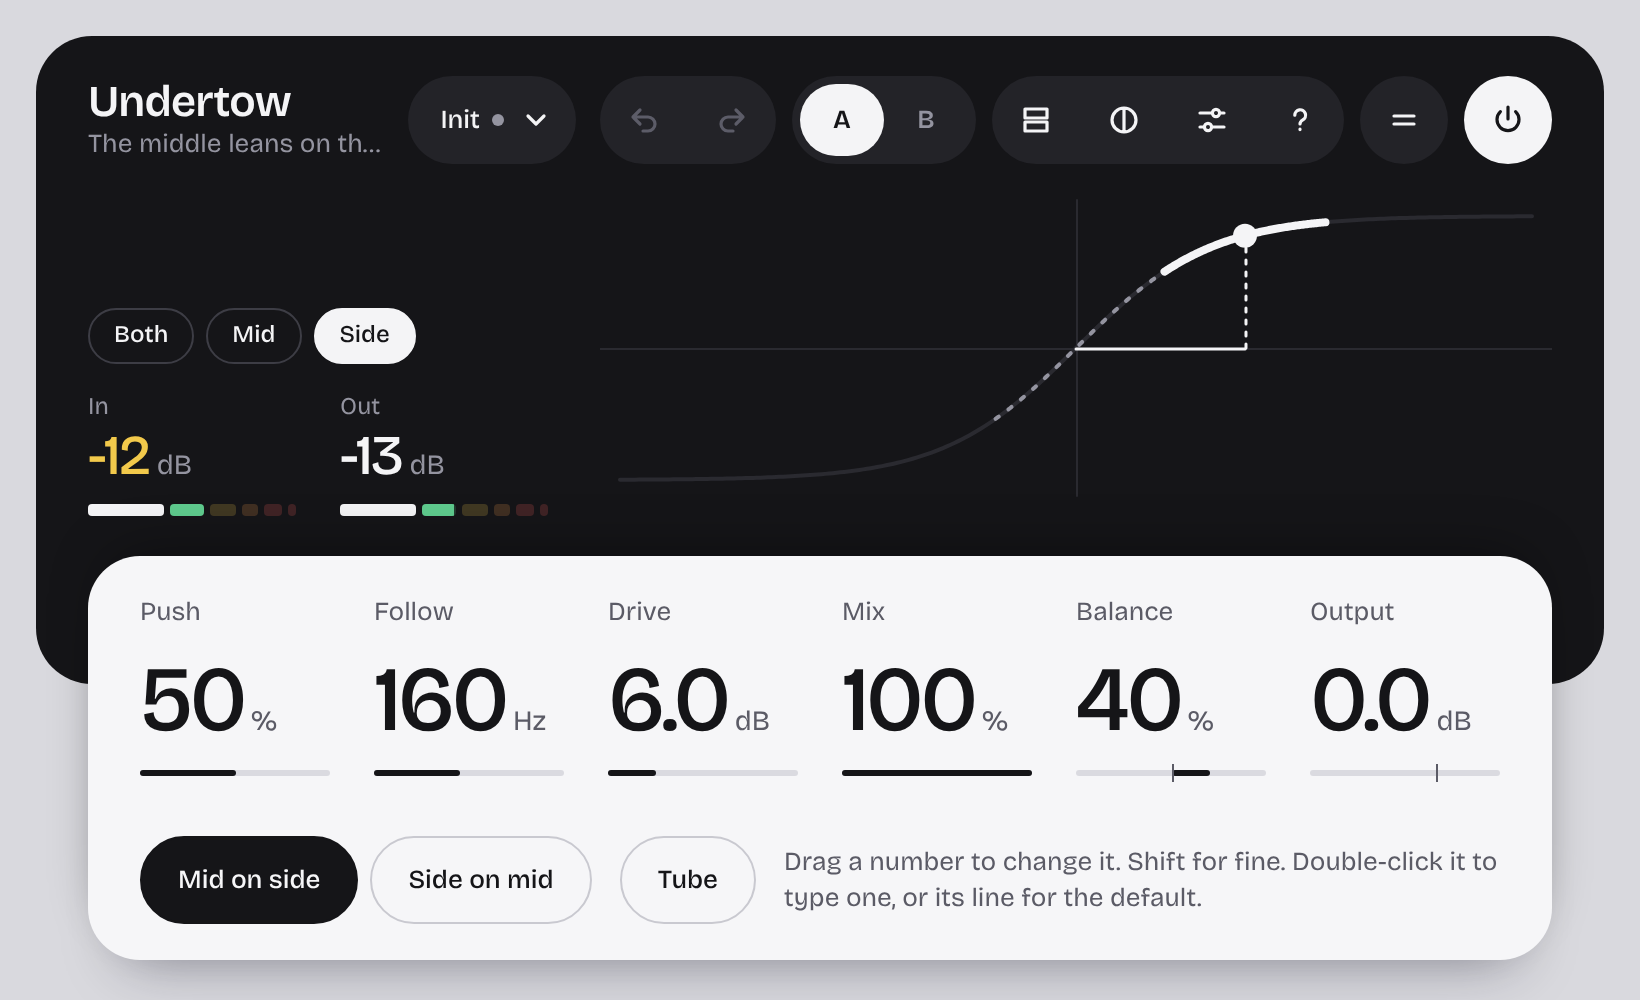 Undertow
The middle leans on th...
Init
A
B
?
Both
Mid
Side
In
Out
-12 dB
-13 dB
Push
Follow
Drive
Mix
Balance
Output
50 %
160 Hz
6.0 dB
100 %
40 %
0.0 dB
Mid on side
Side on mid
Tube
Drag a number to change it. Shift for fine. Double-click it to
type one, or its line for the default.